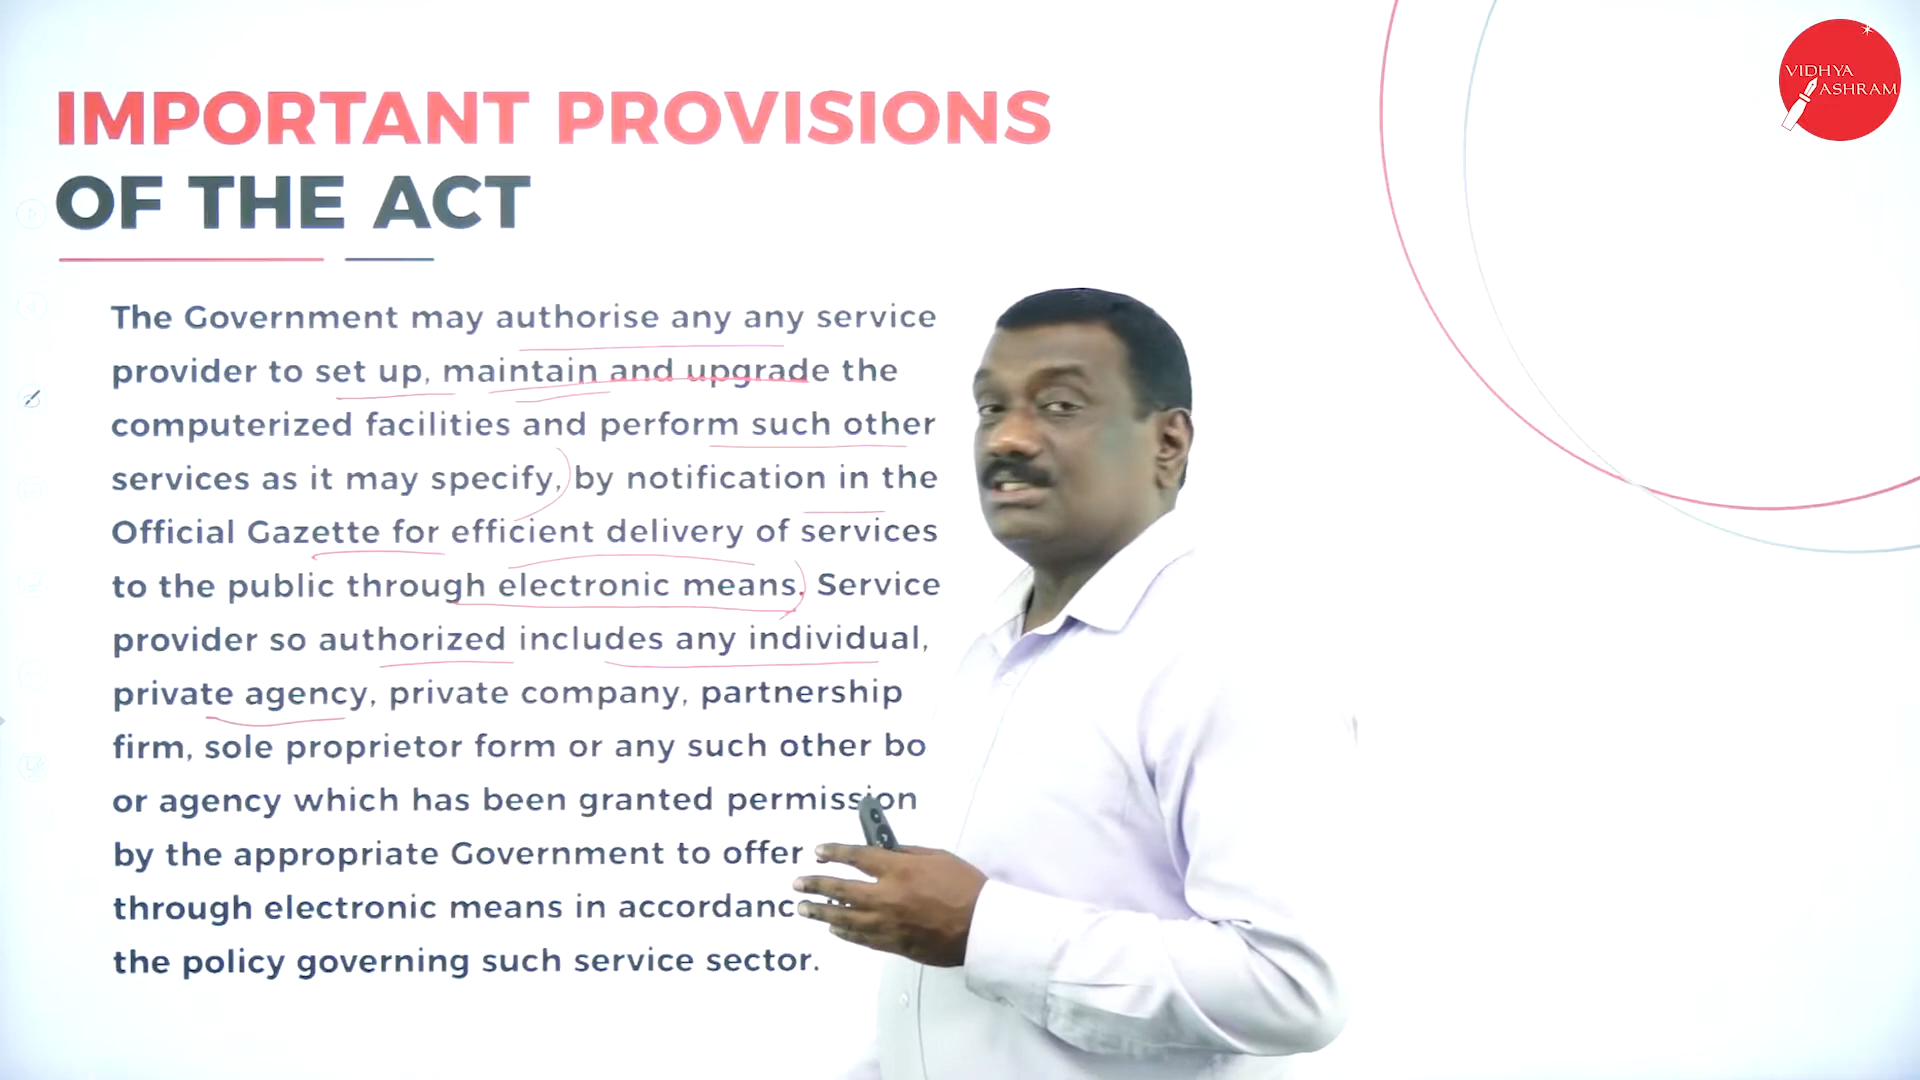 VIDHYA
ASHRAM
IMPORTANT PROVISIONS
OF THE ACT
The Government may authorise any any service
provider to set up, maintain and upgrade the
computerized facilities and perform such other
services as it may specify, by notification in the
Official Gazette for efficient delivery of services
to the public through electronic means. Service
provider so authorized includes any individual,
private agency, private company, partnership
firm, sole proprietor form or any such other bo
or agency which has been granted permission
by the appropriate Government to offer
through electronic means in accordanc
the policy governing such service sector.